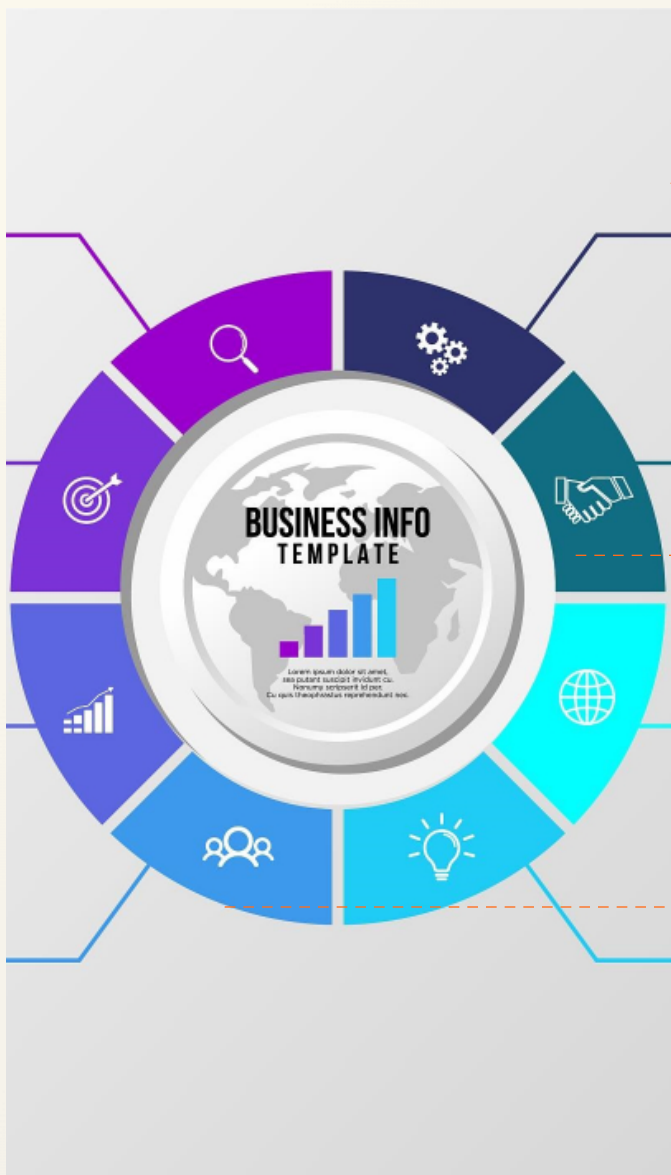 BUSINESS INFO
TEMPLATE
Lorem ipsum dolor sit amet,
sea putant suscipit invidunt cu.
Nonumy scripserit id per.
Cu quis theophrastus reprehendunt nec.